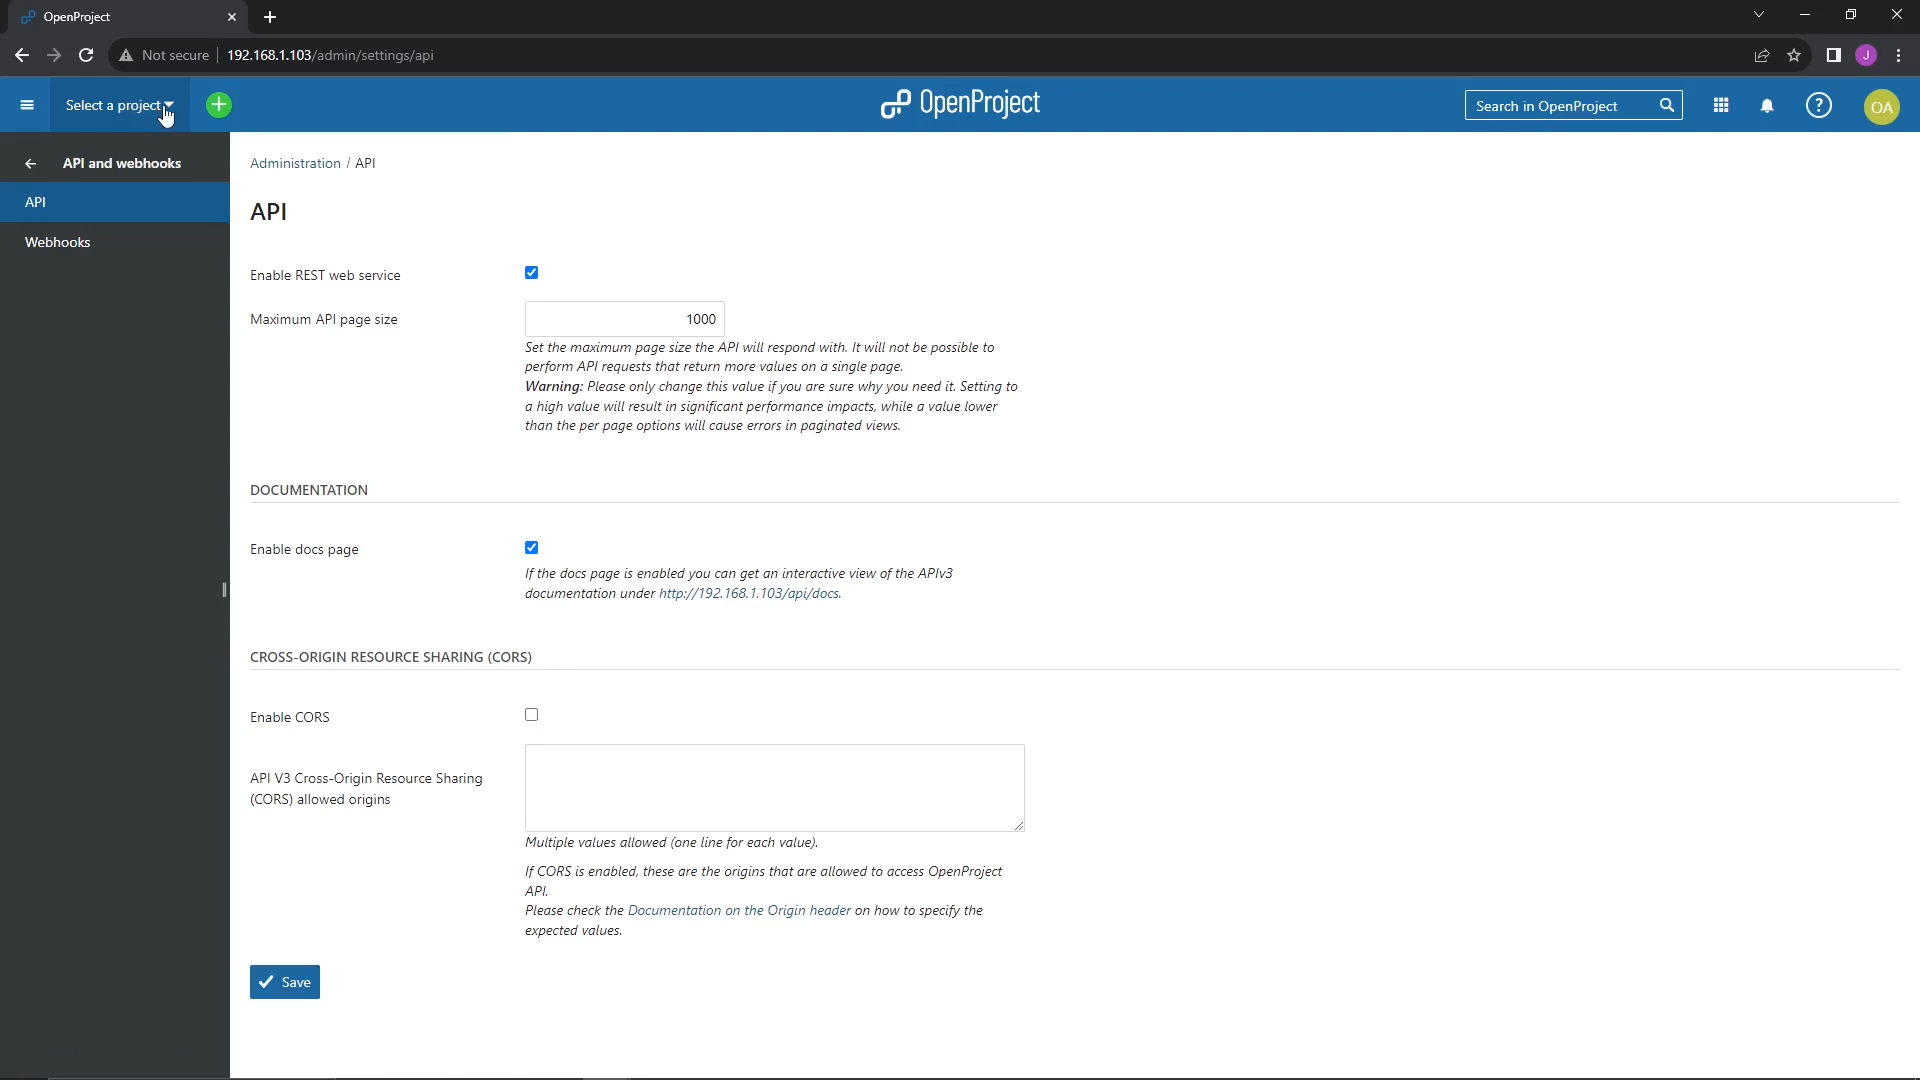 OpenProject
Not secure
192.168.1.103/admin/settings/api
J
Select a project
OpenProject
Search in OpenProject
?
OA
API and webhooks
API
Webhooks
Administration / API
API
Enable REST web service
Maximum API page size
1000
Set the maximum page size the API will respond with. It will not be possible to
perform API requests that return more values on a single page.
Warning: Please only change this value if you are sure why you need it. Setting to
a high value will result in significant performance impacts, while a value lower
than the per page options will cause errors in paginated views.
DOCUMENTATION
Enable docs page
If the docs page is enabled you can get an interactive view of the APIv3
documentation under http://192.168.1.103/api/docs.
CROSS-ORIGIN RESOURCE SHARING (CORS)
Enable CORS
API V3 Cross-Origin Resource Sharing
(CORS) allowed origins
Multiple values allowed (one line for each value).
If CORS is enabled, these are the origins that are allowed to access OpenProject
API.
Please check the Documentation on the Origin header on how to specify the
expected values.
Save